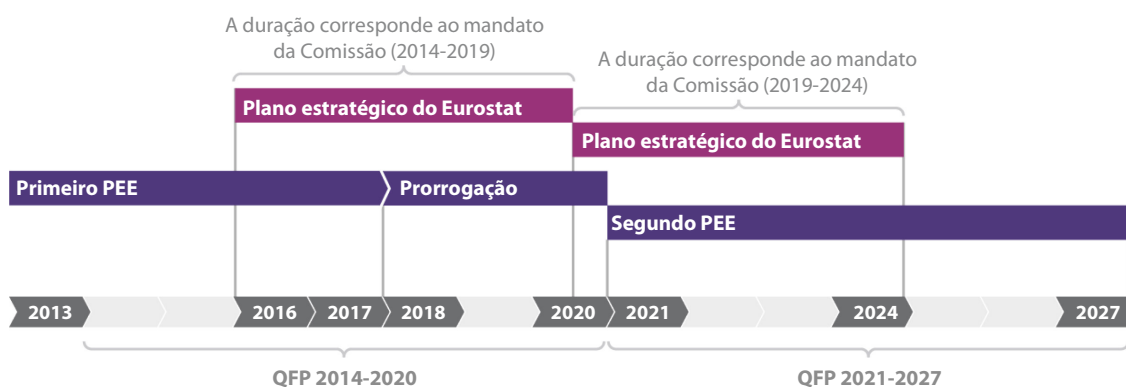 A duração corresponde ao mandato
da Comissão (2014-2019)
A duração corresponde ao mandato
da Comissão (2019-2024)
Plano estratégico do Eurostat
Plano estratégico do Eurostat
Primeiro PEE
Prorrogação
Segundo PEE
2013
2016
2017
2018
2020
2021
2024
2027
QFP 2014-2020
QFP 2021-2027